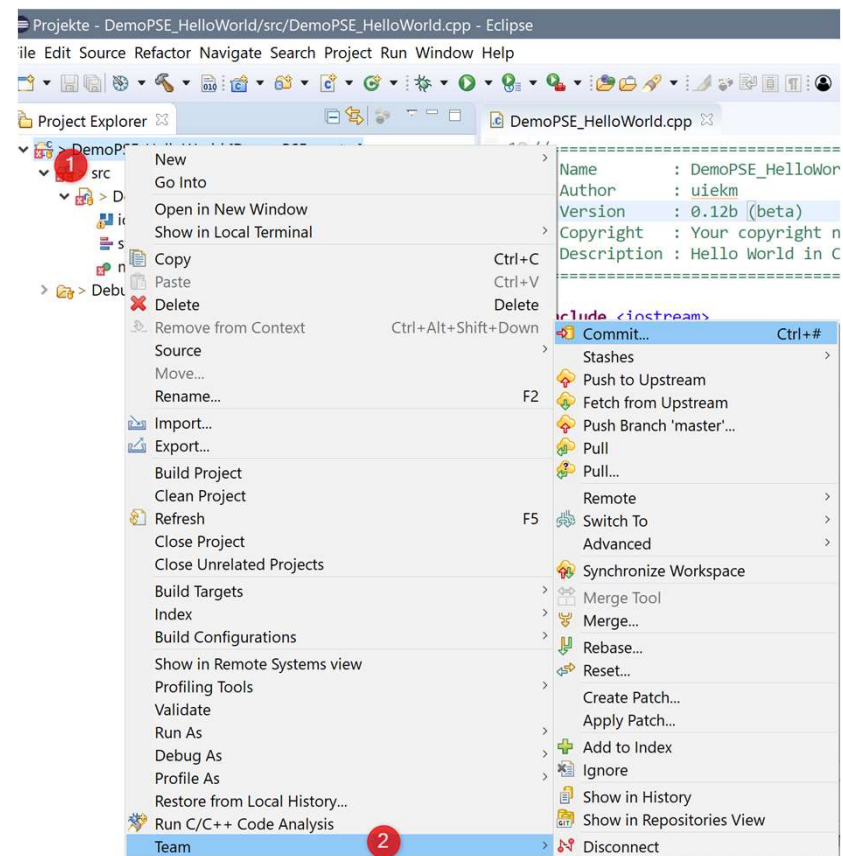 Projekte - DemoPSE_HelloWorld/src/DemoPSE_HelloWorld.cpp - Eclipse
ile Edit Source Refactor Navigate Search Project Run Window Help
010
Project Explorer
DemoPSE_HelloWorld.cpp
1
> src
> D
ic
s
n
> Debu
Name : DemoPSE_HelloWor
Author : uiekm
Version : 0.12b (beta)
Copyright : Your copyright n
Description : Hello World in C
clude <iostream>
New
Go Into
Open in New Window
Show in Local Terminal
Copy Ctrl+C
Paste Ctrl+V
Delete Delete
Remove from Context Ctrl+Alt+Shift+Down
Source
Move...
Rename... F2
Import...
Export...
Build Project
Clean Project
Refresh F5
Close Project
Close Unrelated Projects
Build Targets
Index
Build Configurations
Show in Remote Systems view
Profiling Tools
Validate
Run As
Debug As
Profile As
Restore from Local History...
Run C/C++ Code Analysis
Team 2
Commit... Ctrl+#
Stashes
Push to Upstream
Fetch from Upstream
Push Branch 'master'...
Pull
Pull...
Remote
Switch To
Advanced
Synchronize Workspace
Merge Tool
Merge...
Rebase...
Reset...
Create Patch...
Apply Patch...
Add to Index
Ignore
Show in History
Show in Repositories View
Disconnect